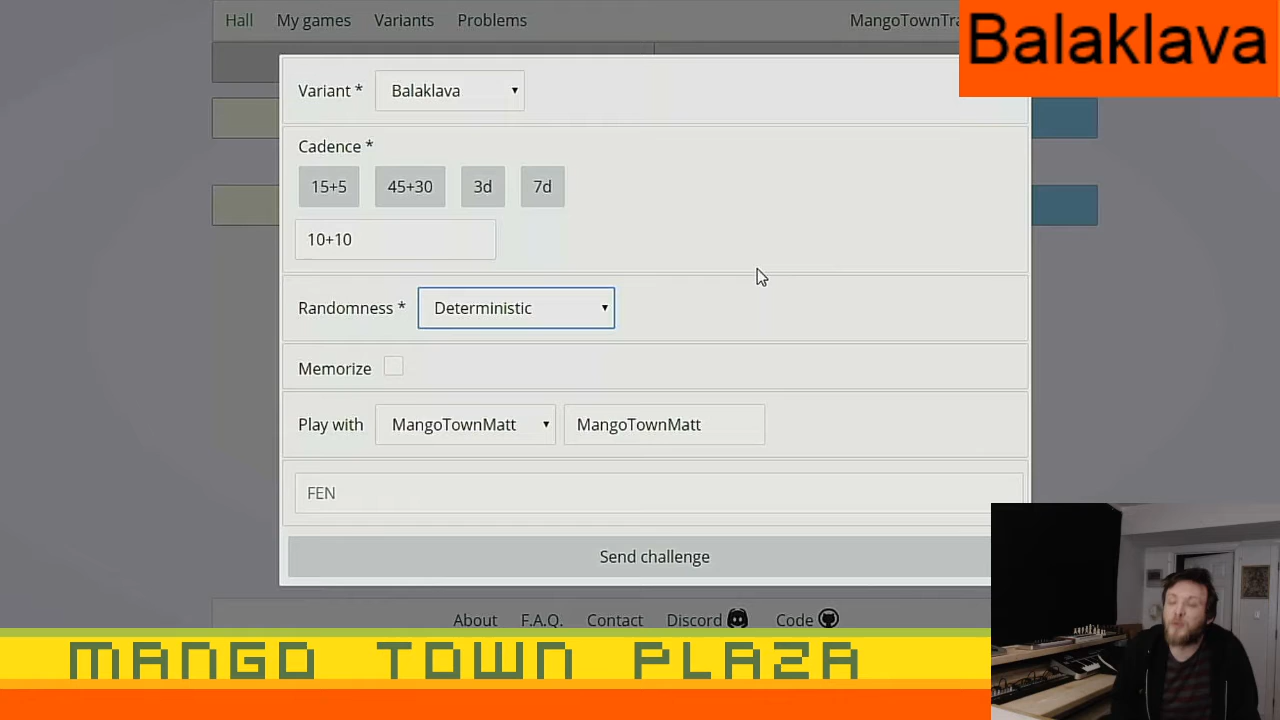 Hall My games Variants Problems
Balaklava
Variant * Balaklava
Cadence *
15+5 45+30 3d 7d
10+10
Randomness * Deterministic
Memorize
Play with MangoTownMatt MangoTownMatt
FEN
Send challenge
About F.A.Q. Contact Discord Code
MANGO TOWN PLAZA